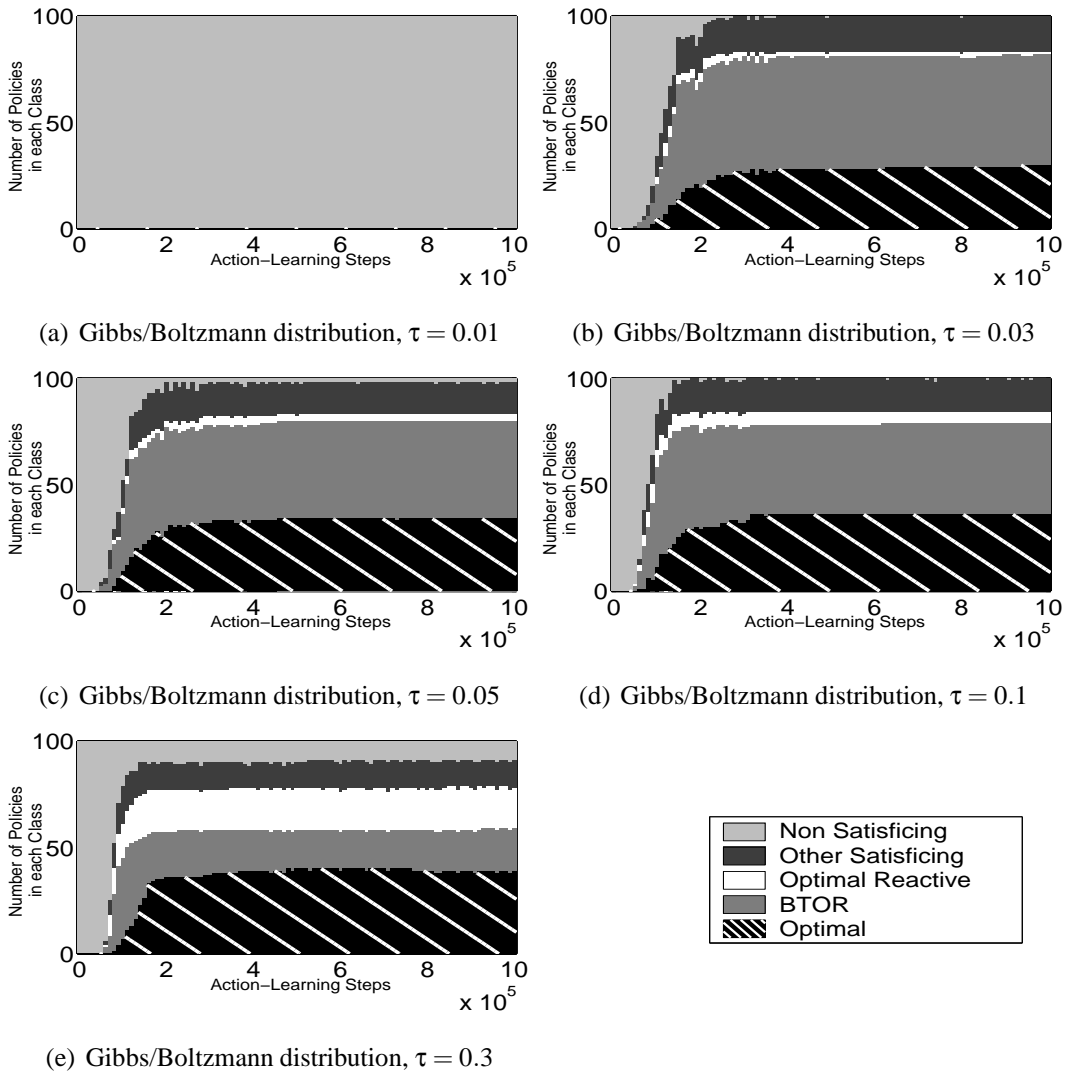 100
50
0
Number of Policies
in each Class
0 2 4 6 8 10
Action−Learning Steps
x 10^5
(a) Gibbs/Boltzmann distribution, τ = 0.01
100
50
0
Number of Policies
in each Class
0 2 4 6 8 10
Action−Learning Steps
x 10^5
(b) Gibbs/Boltzmann distribution, τ = 0.03
100
50
0
Number of Policies
in each Class
0 2 4 6 8 10
Action−Learning Steps
x 10^5
(c) Gibbs/Boltzmann distribution, τ = 0.05
100
50
0
Number of Policies
in each Class
0 2 4 6 8 10
Action−Learning Steps
x 10^5
(d) Gibbs/Boltzmann distribution, τ = 0.1
100
50
0
Number of Policies
in each Class
0 2 4 6 8 10
Action−Learning Steps
x 10^5
(e) Gibbs/Boltzmann distribution, τ = 0.3
Non Satisficing
Other Satisficing
Optimal Reactive
BTOR
Optimal